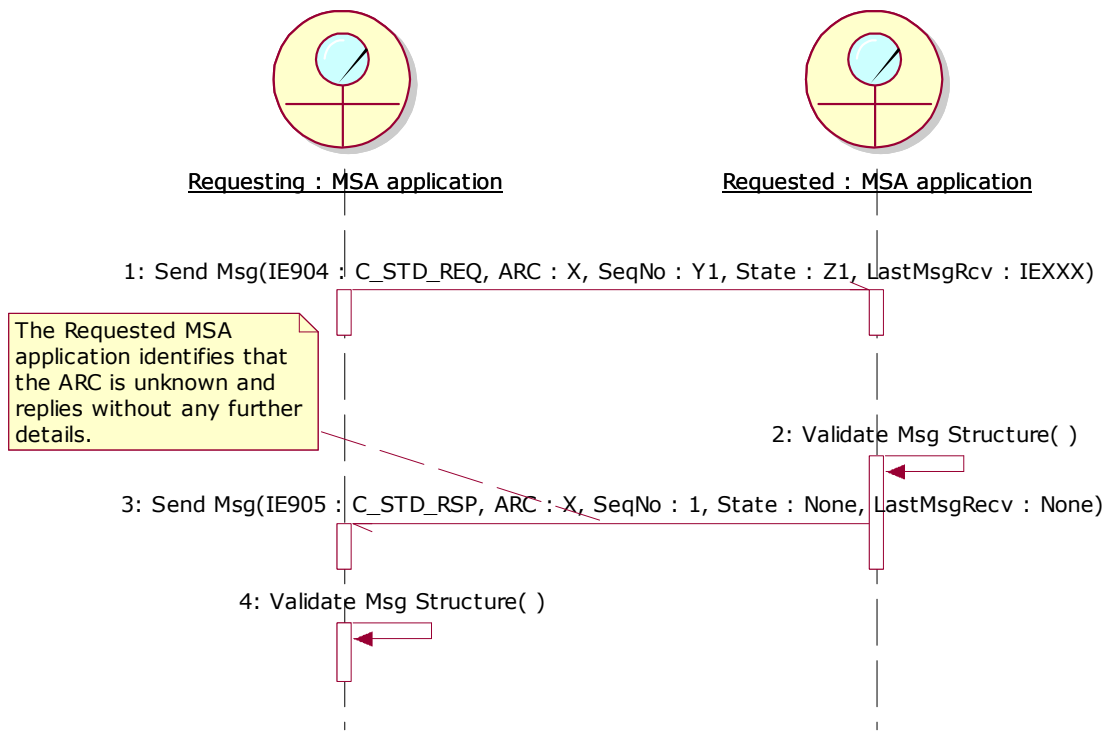 Requesting : MSA application
Requested : MSA application
1: Send Msg(IE904 : C_STD_REQ, ARC : X, SeqNo : Y1, State : Z1, LastMsgRcv : IEXXX)
The Requested MSA
application identifies that
the ARC is unknown and
replies without any further
details.
2: Validate Msg Structure( )
3: Send Msg(IE905 : C_STD_RSP, ARC : X, SeqNo : 1, State : None, LastMsgRecv : None)
4: Validate Msg Structure( )